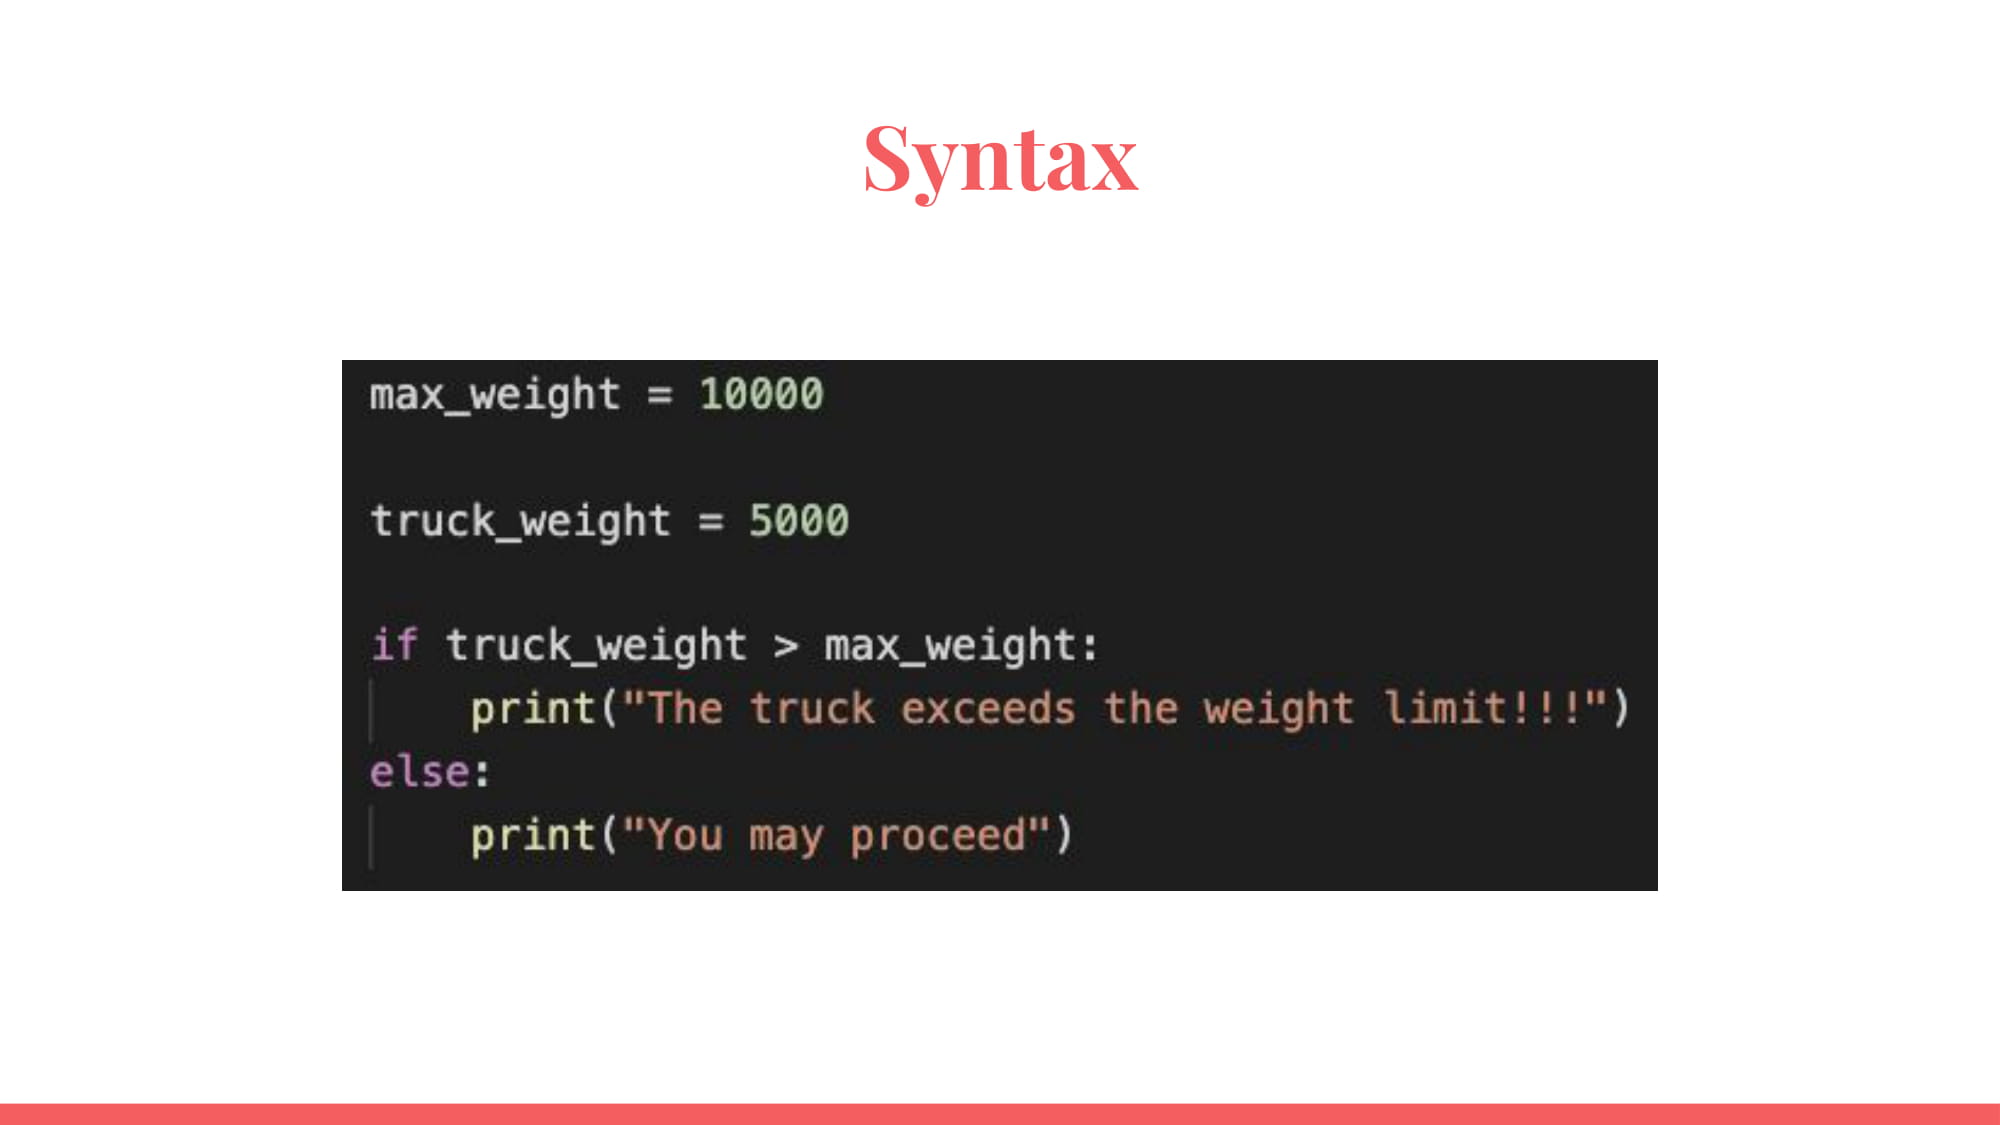 Syntax
max_weight = 10000
truck_weight = 5000
if truck_weight > max_weight:
    print("The truck exceeds the weight limit!!!")
else:
    print("You may proceed")